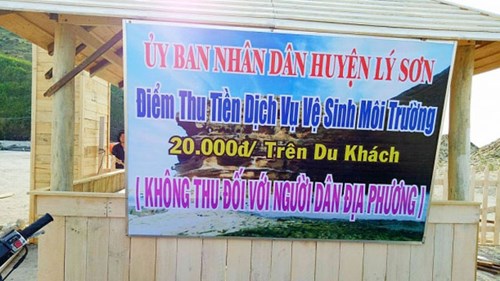 ỦY BAN NHÂN DÂN HUYỆN LÝ SƠN
Điểm Thu Tiền Dịch Vụ Vệ Sinh Môi Trường
20.000đ/ Trên Du Khách
( KHÔNG THU ĐỐI VỚI NGƯỜI DÂN ĐỊA PHƯƠNG )